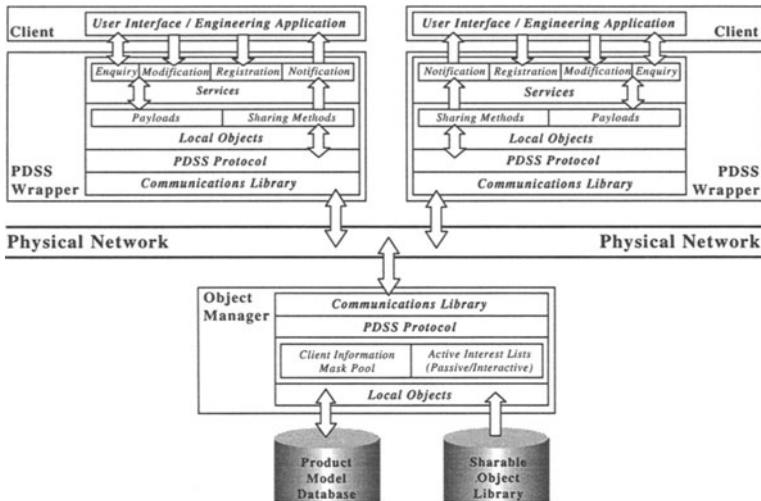 User Interface / Engineering Application
Client
Enquiry Modification Registration Notification
Services
Payloads Sharing Methods
Local Objects
PDSS Protocol
Communications Library
PDSS
Wrapper
User Interface / Engineering Application
Client
Notification Registration Modification Enquiry
Services
Sharing Methods Payloads
Local Objects
PDSS Protocol
Communications Library
PDSS
Wrapper
Physical Network
Physical Network
Object
Manager
Communications Library
PDSS Protocol
Client Information
Mask Pool
Active Interest Lists
(Passive/Interactive)
Local Objects
Product
Model
Database
Sharable
Object
Library